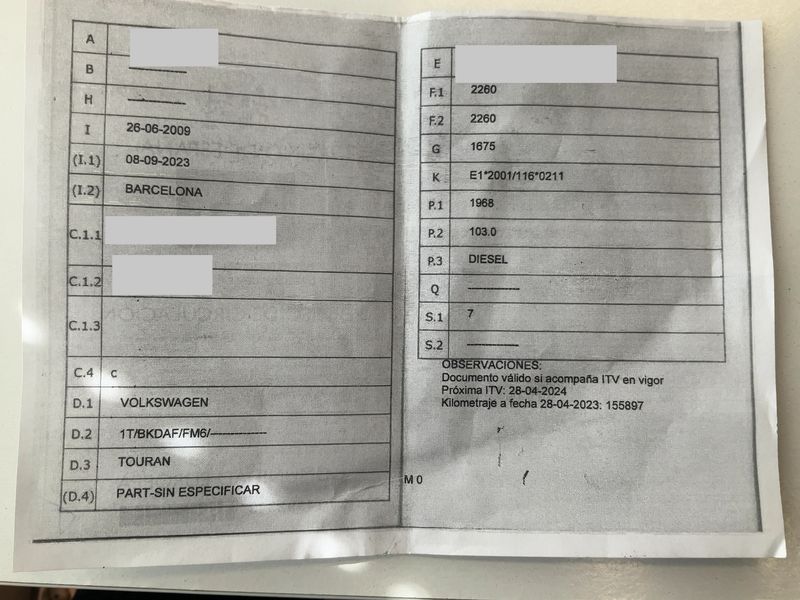 A
B ----------
H ----------
I 26-06-2009
(I.1) 08-09-2023
(I.2) BARCELONA
C.1.1
C.1.2
C.1.3
C.4 c
D.1 VOLKSWAGEN
D.2 1T/BKDAF/FM6/----------
D.3 TOURAN
(D.4) PART-SIN ESPECIFICAR
E
F.1 2260
F.2 2260
G 1675
K E1*2001/116*0211
P.1 1968
P.2 103.0
P.3 DIESEL
Q ----------
S.1 7
S.2 ----------
OBSERVACIONES:
Documento válido si acompaña ITV en vigor
Próxima ITV: 28-04-2024
Kilometraje a fecha 28-04-2023: 155897
M 0